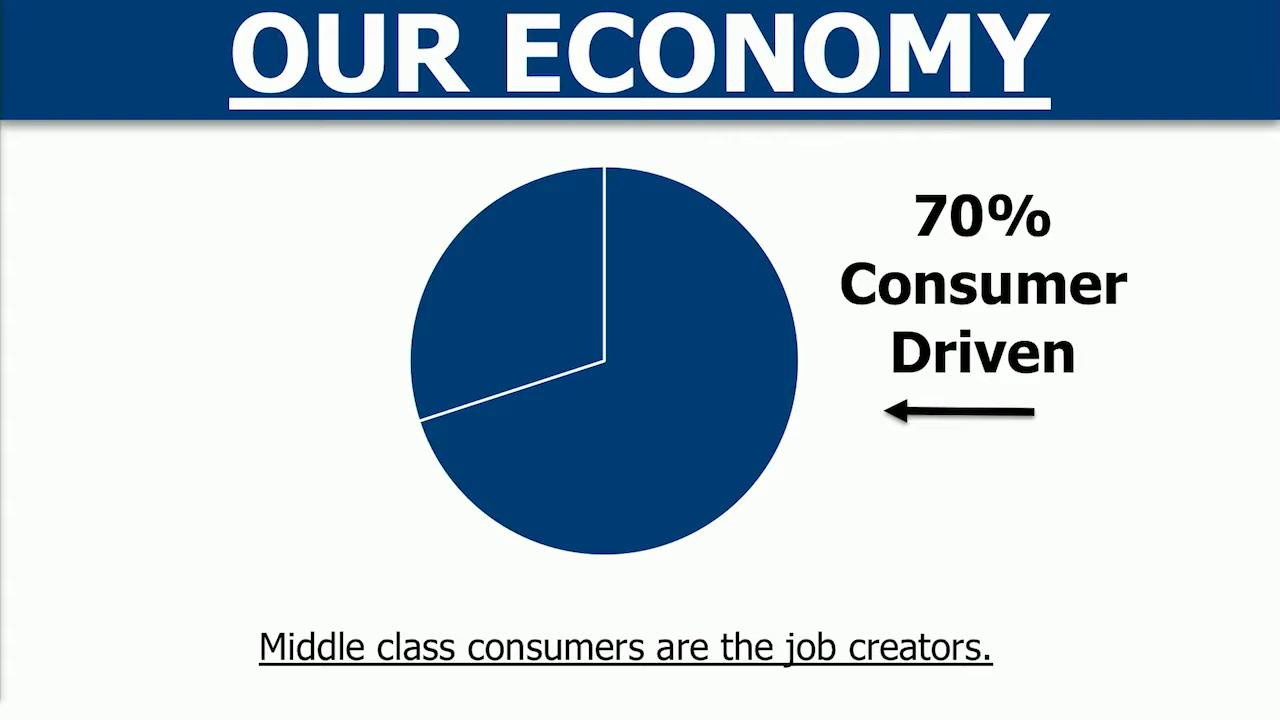 OUR ECONOMY
70%
Consumer
Driven
Middle class consumers are the job creators.